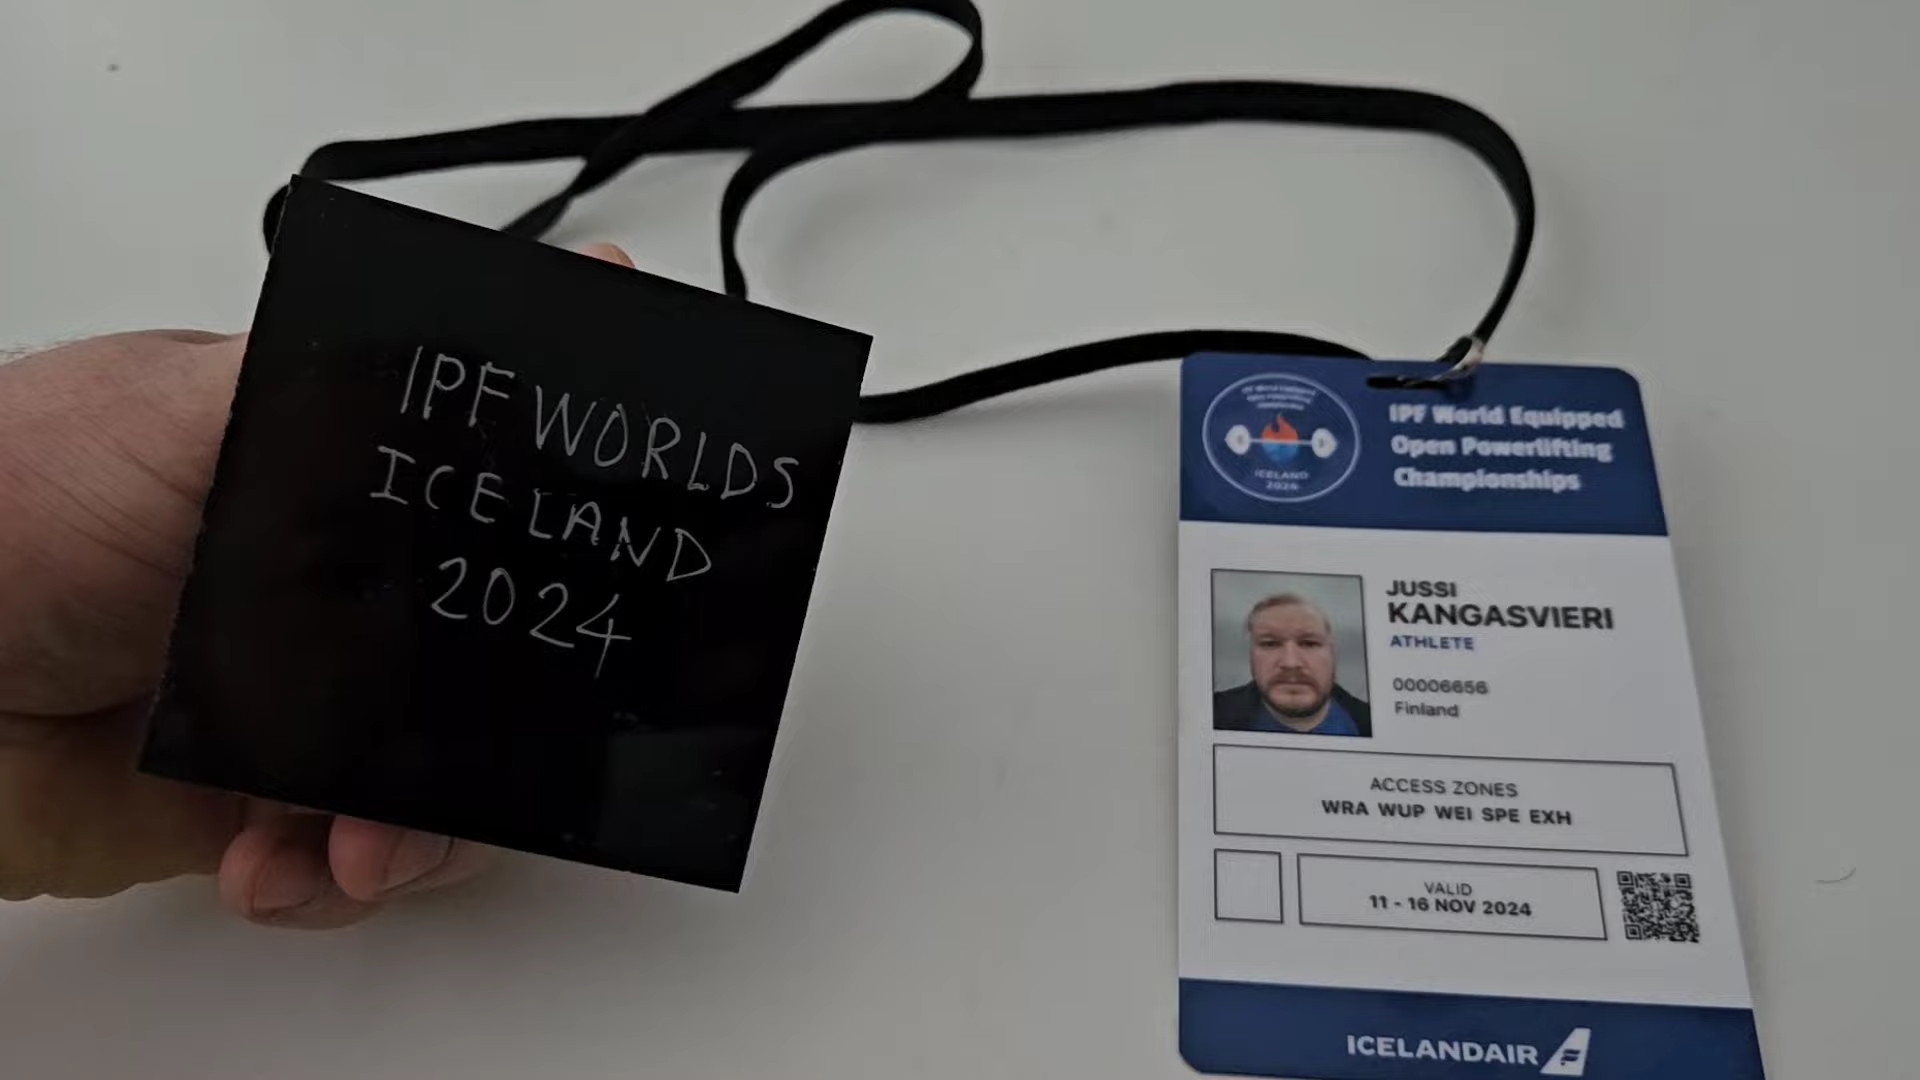 IPF WORLDS
ICELAND
2024
ICELAND
2024
IPF World Equipped
Open Powerlifting
Championships
JUSSI
KANGASVIERI
ATHLETE
00006656
Finland
ACCESS ZONES
WRA WUP WEI SPE EXH
VALID
11 - 16 NOV 2024
ICELANDAIR